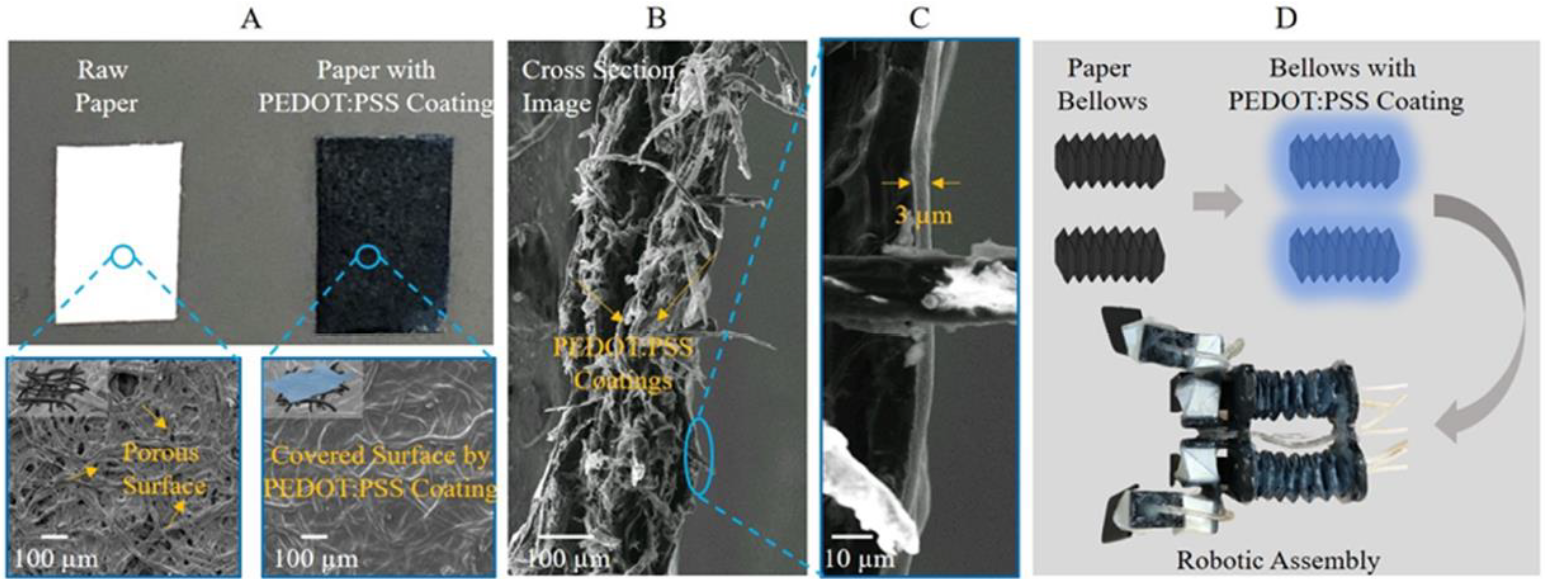 A
Raw
Paper
Paper with
PEDOT:PSS Coating
Porous
Surface
100 µm
Covered Surface by
PEDOT:PSS Coating
100 µm
B
Cross Section
Image
PEDOT:PSS
Coatings
100 µm
C
3 µm
10 µm
D
Paper
Bellows
Bellows with
PEDOT:PSS Coating
Robotic Assembly